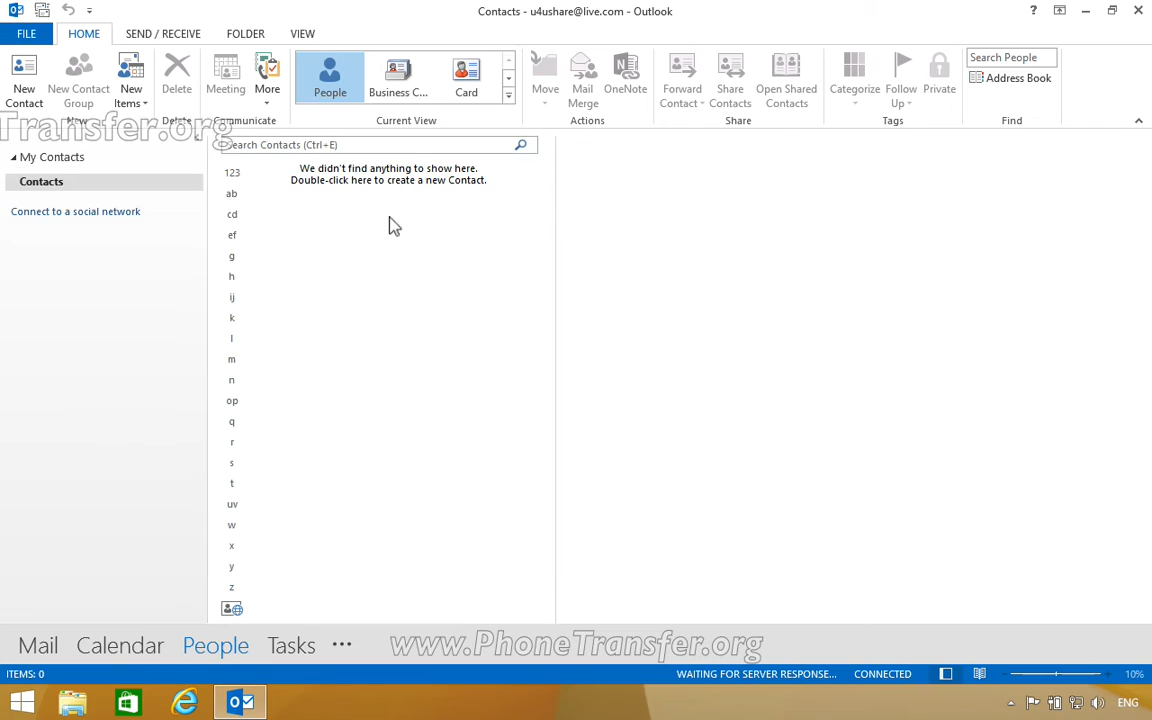 Contacts - u4ushare@live.com - Outlook
?
FILE HOME SEND / RECEIVE FOLDER VIEW
New Contact
New Contact Group
New Items
Delete
Meeting
More
People
Business C...
Card
Move
Mail Merge
OneNote
Forward Contact
Share Contacts
Open Shared Contacts
Categorize
Follow Up
Private
Search People
Address Book
New
Delete
Communicate
Current View
Actions
Share
Tags
Find
Transfer.org
My Contacts
Contacts
Connect to a social network
Search Contacts (Ctrl+E)
We didn't find anything to show here.
Double-click here to create a new Contact.
123
ab
cd
ef
g
h
ij
k
l
m
n
op
q
r
s
t
uv
w
x
y
z
Mail Calendar People Tasks ...
www.PhoneTransfer.org
ITEMS: 0
WAITING FOR SERVER RESPONSE...
CONNECTED
10%
ENG